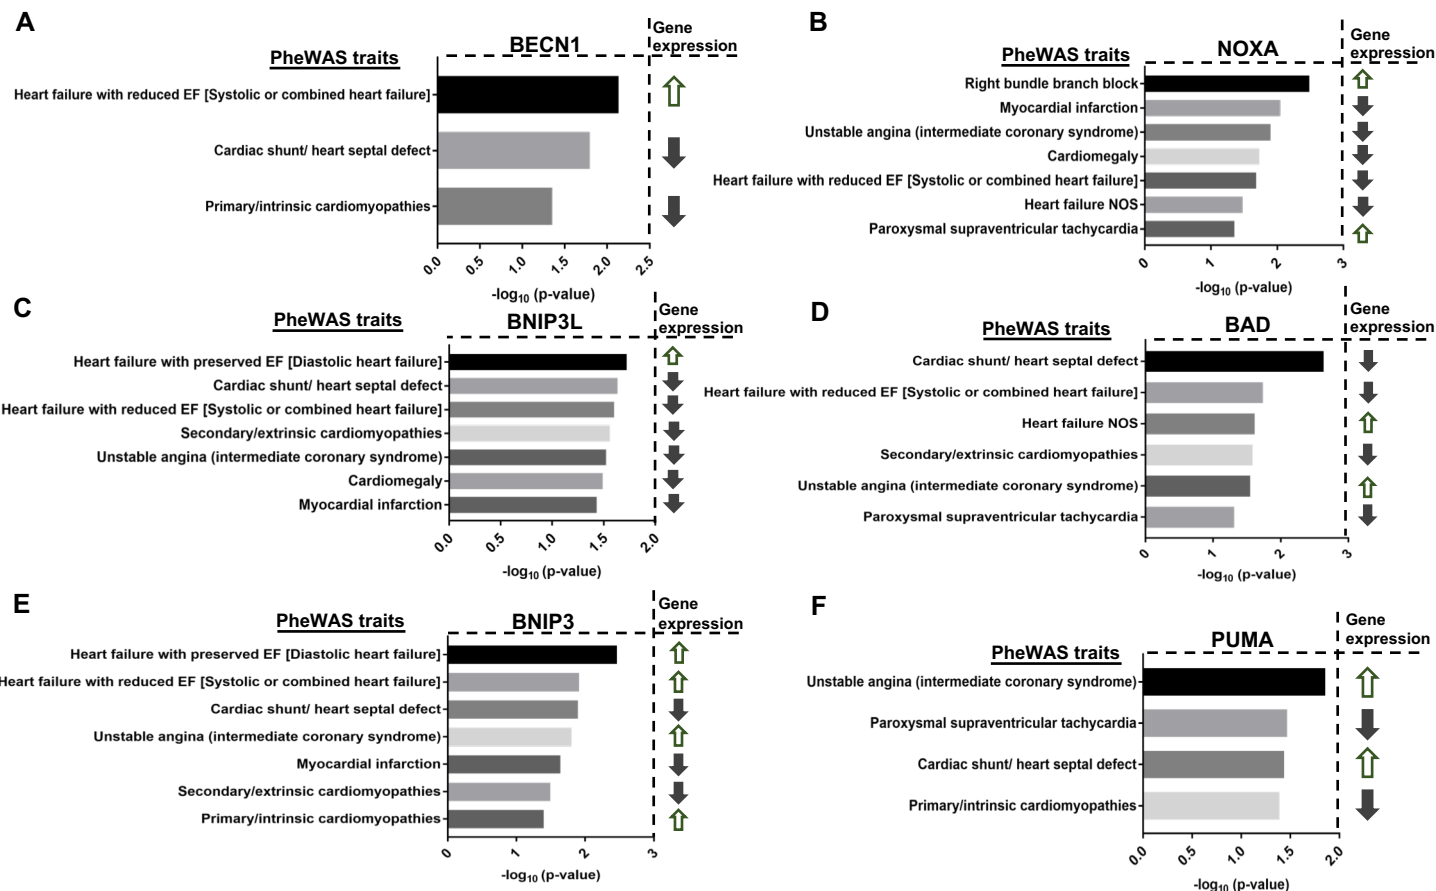 A
BECN1
Gene
expression
PheWAS traits
Heart failure with reduced EF [Systolic or combined heart failure]
Cardiac shunt/ heart septal defect
Primary/intrinsic cardiomyopathies
0.0 0.5 1.0 1.5 2.0 2.5
-log10 (p-value)
B
NOXA
Gene
expression
PheWAS traits
Right bundle branch block
Myocardial infarction
Unstable angina (intermediate coronary syndrome)
Cardiomegaly
Heart failure with reduced EF [Systolic or combined heart failure]
Heart failure NOS
Paroxysmal supraventricular tachycardia
0 1 2 3
-log10 (p-value)
C
BNIP3L
Gene
expression
PheWAS traits
Heart failure with preserved EF [Diastolic heart failure]
Cardiac shunt/ heart septal defect
Heart failure with reduced EF [Systolic or combined heart failure]
Secondary/extrinsic cardiomyopathies
Unstable angina (intermediate coronary syndrome)
Cardiomegaly
Myocardial infarction
0.0 0.5 1.0 1.5 2.0
-log10 (p-value)
D
BAD
Gene
expression
PheWAS traits
Cardiac shunt/ heart septal defect
Heart failure with reduced EF [Systolic or combined heart failure]
Heart failure NOS
Secondary/extrinsic cardiomyopathies
Unstable angina (intermediate coronary syndrome)
Paroxysmal supraventricular tachycardia
0 1 2 3
-log10 (p-value)
E
BNIP3
Gene
expression
PheWAS traits
Heart failure with preserved EF [Diastolic heart failure]
Heart failure with reduced EF [Systolic or combined heart failure]
Cardiac shunt/ heart septal defect
Unstable angina (intermediate coronary syndrome)
Myocardial infarction
Secondary/extrinsic cardiomyopathies
Primary/intrinsic cardiomyopathies
0 1 2 3
-log10 (p-value)
F
PUMA
Gene
expression
PheWAS traits
Unstable angina (intermediate coronary syndrome)
Paroxysmal supraventricular tachycardia
Cardiac shunt/ heart septal defect
Primary/intrinsic cardiomyopathies
0.0 0.5 1.0 1.5 2.0
-log10 (p-value)